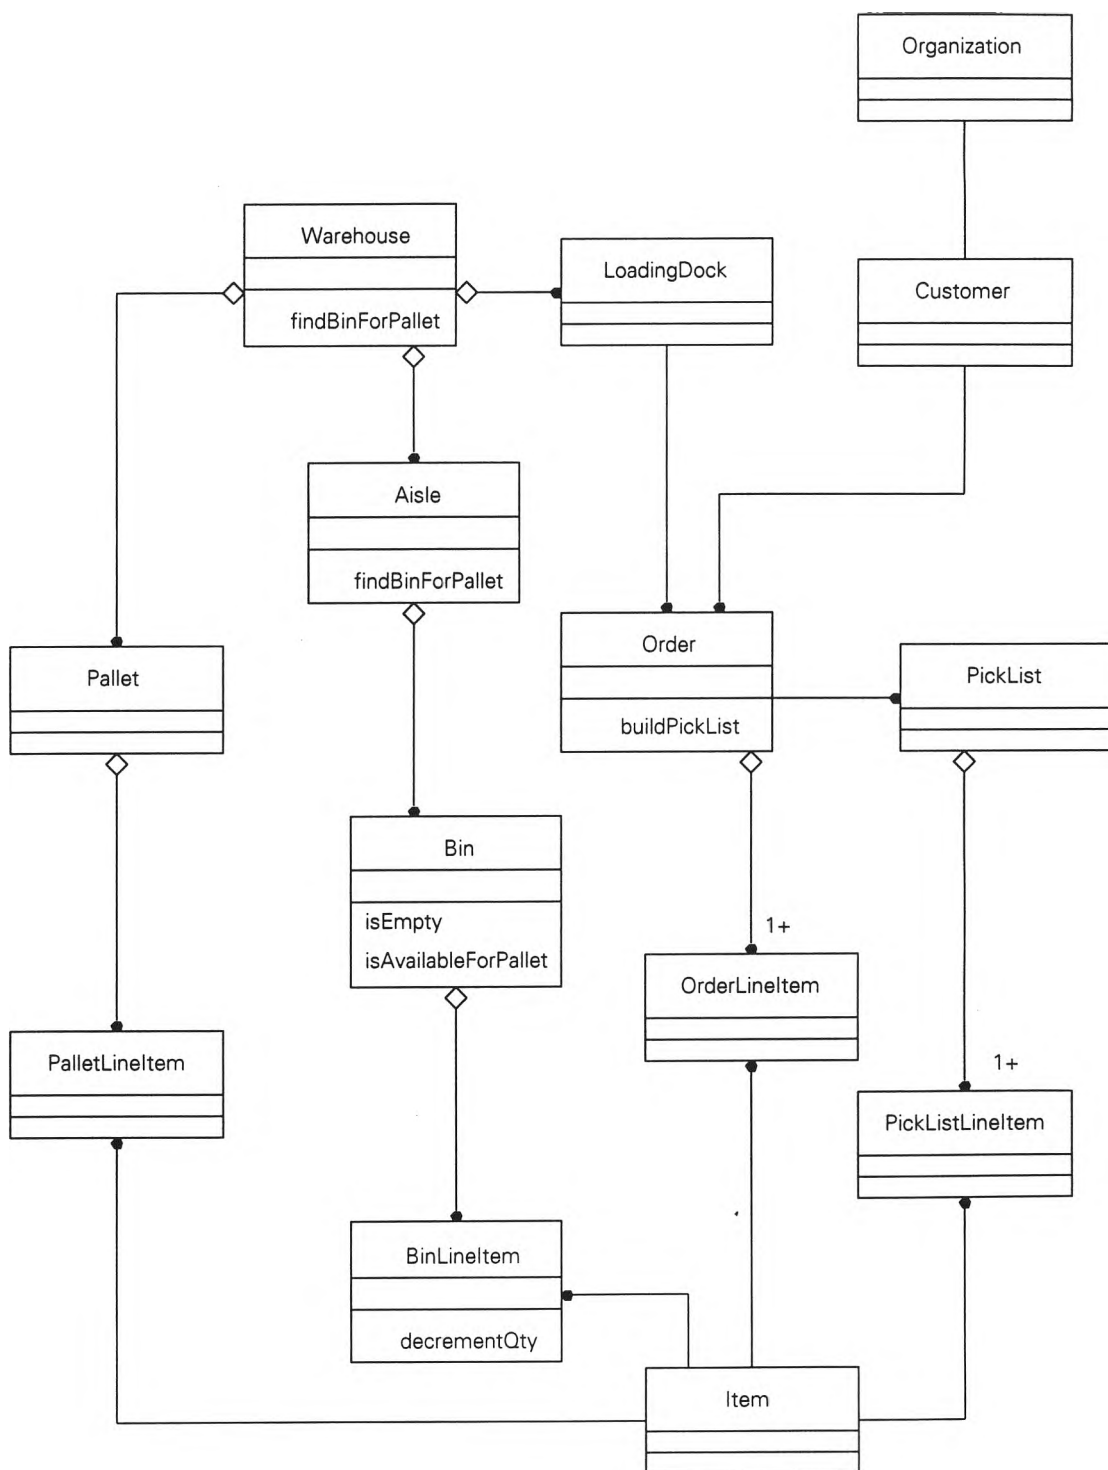 Organization
Warehouse
findBinForPallet
LoadingDock
Customer
Aisle
findBinForPallet
Pallet
Order
buildPickList
PickList
Bin
isEmpty
isAvailableForPallet
1+
OrderLineItem
PalletLineItem
1+
PickListLineItem
BinLineItem
decrementQty
Item